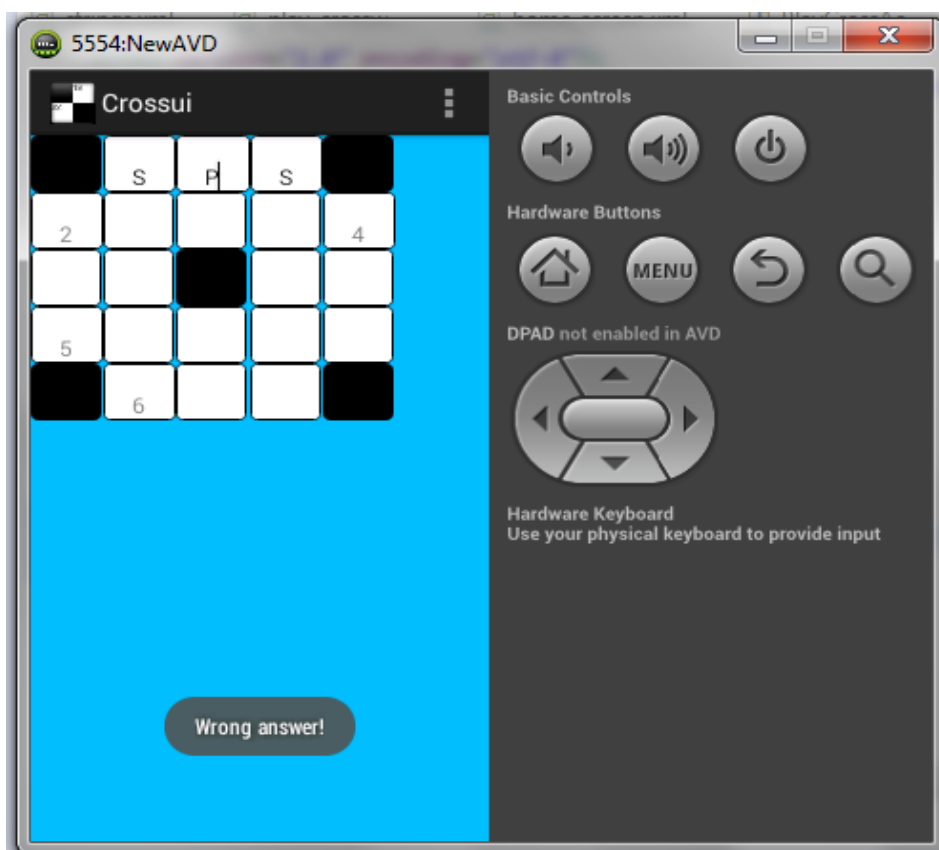 5554:NewAVD
Crossui
S P S
2 4
5
6
Wrong answer!
Basic Controls
Hardware Buttons
MENU
DPAD not enabled in AVD
Hardware Keyboard
Use your physical keyboard to provide input